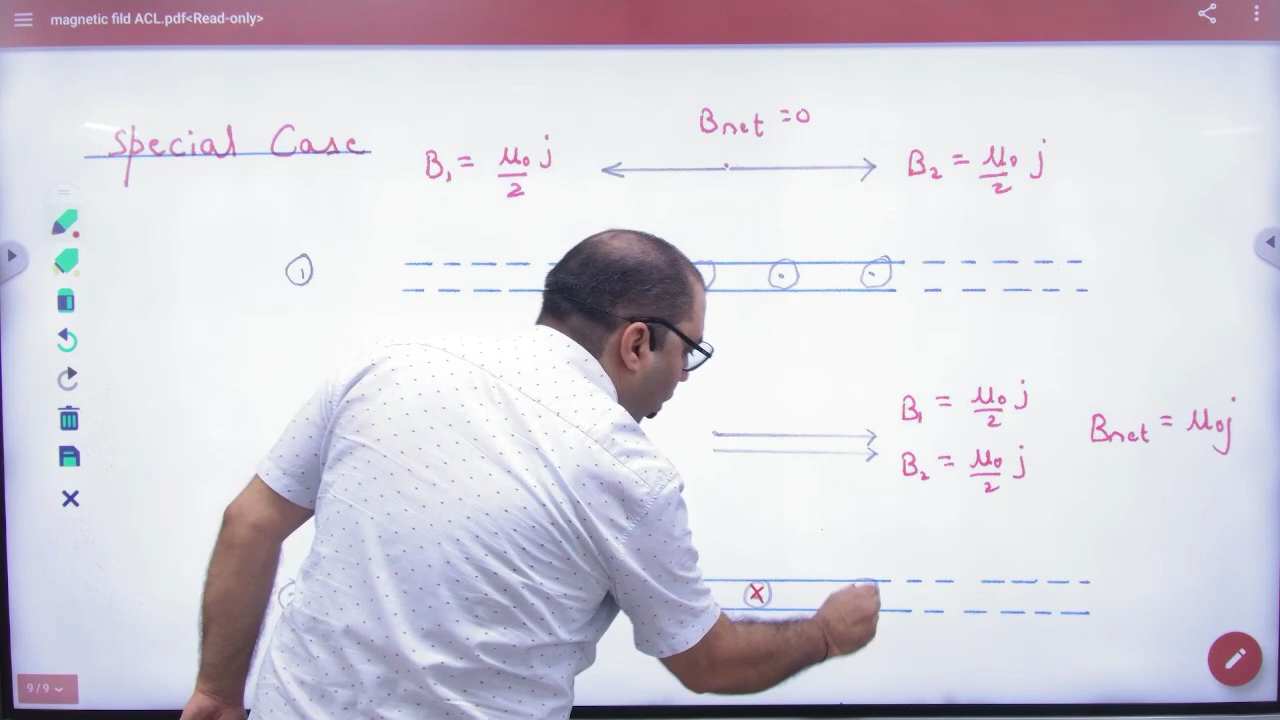 magnetic fild ACL.pdf<Read-only>
Special Case
Bnet = 0
B₁ = μ₀/2 j
B₂ = μ₀/2 j
1
B₁ = μ₀/2 j
B₂ = μ₀/2 j
Bnet = μ₀j
x
9/9